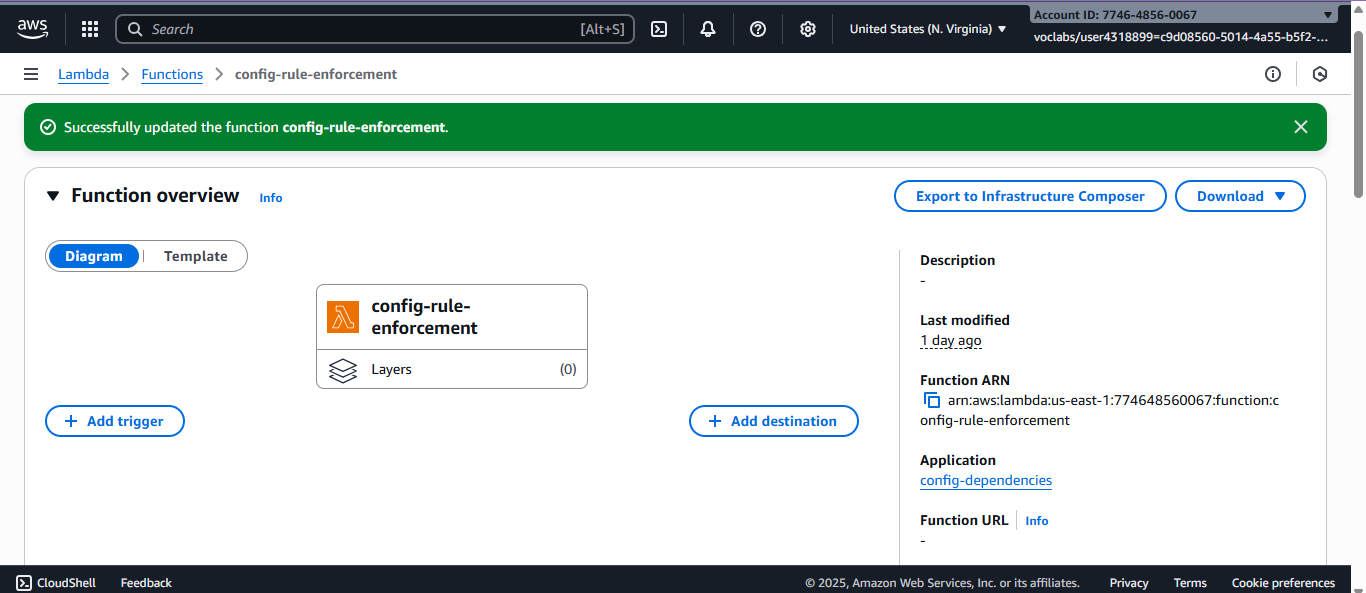 aws
Search
[Alt+S]
United States (N. Virginia)
Account ID: 7746-4856-0067
voclabs/user4318899=c9d08560-5014-4a55-b5f2-...
Lambda
Functions
config-rule-enforcement
Successfully updated the function config-rule-enforcement.
Function overview
Info
Export to Infrastructure Composer
Download
Diagram
Template
config-rule-
enforcement
Layers
(0)
Add trigger
Add destination
Description
-
Last modified
1 day ago
Function ARN
arn:aws:lambda:us-east-1:774648560067:function:c
onfig-rule-enforcement
Application
config-dependencies
Function URL
Info
-
CloudShell
Feedback
© 2025, Amazon Web Services, Inc. or its affiliates.
Privacy
Terms
Cookie preferences